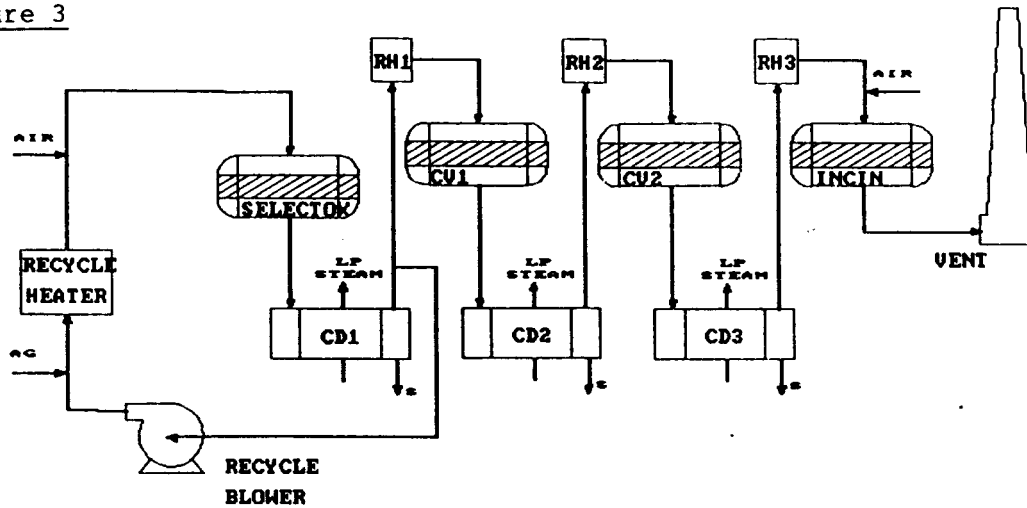 ure 3
RH1
RH2
RH3
AIR
AIR
CV1
CV2
INCIN
SELECTOX
RECYCLE
HEATER
LP
STEAM
LP
STEAM
LP
STEAM
VENT
CD1
CD2
CD3
AG
S
S
S
RECYCLE
BLOWER